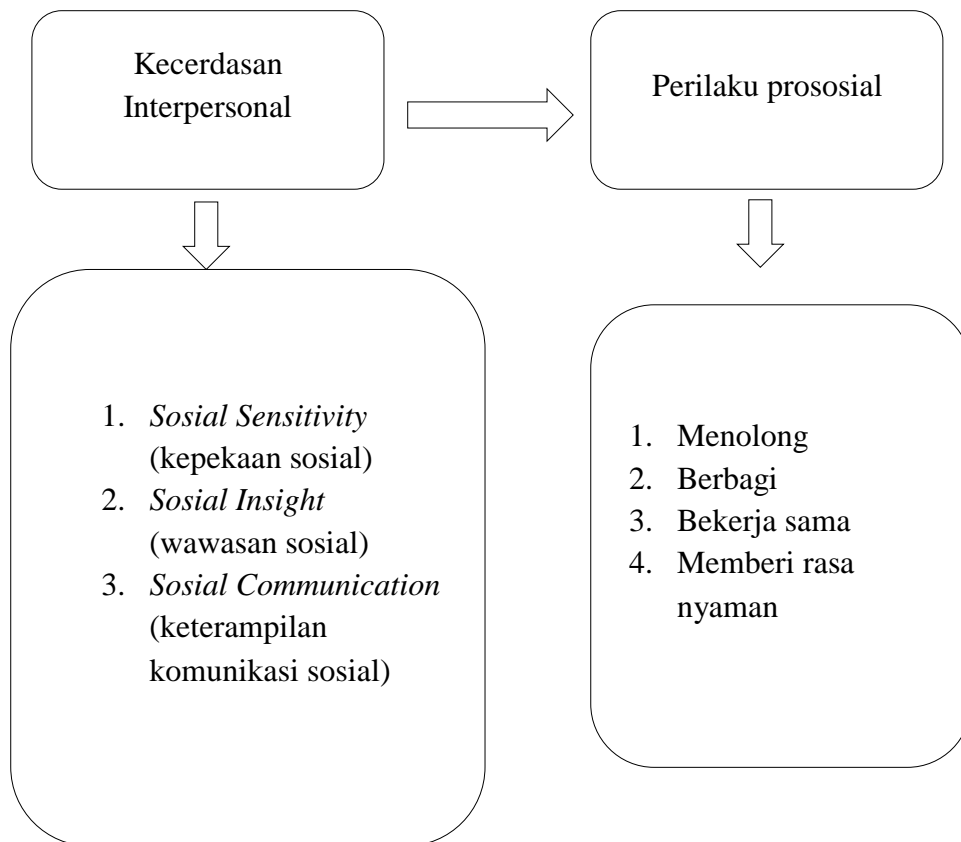 Kecerdasan
Interpersonal
Perilaku prososial
1. Sosial Sensitivity
(kepekaan sosial)
2. Sosial Insight
(wawasan sosial)
3. Sosial Communication
(keterampilan
komunikasi sosial)
1. Menolong
2. Berbagi
3. Bekerja sama
4. Memberi rasa
nyaman